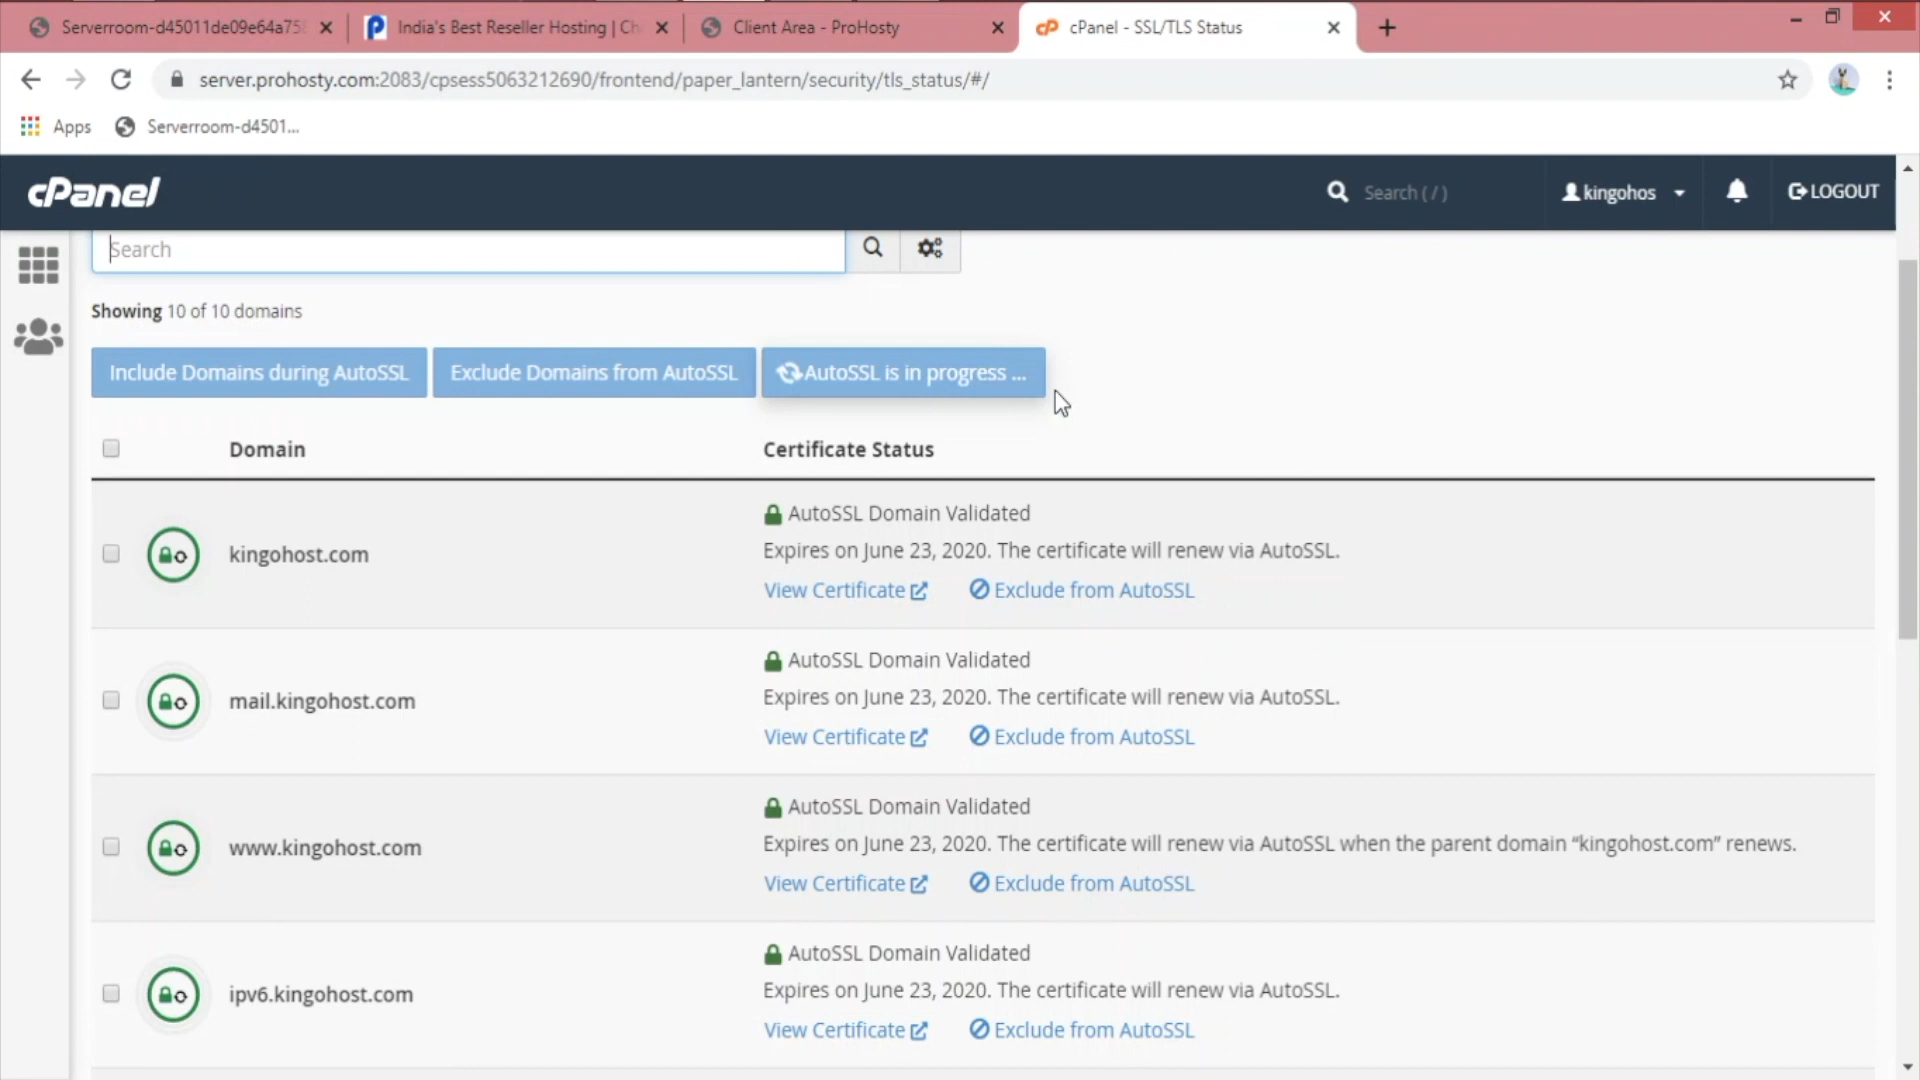 Serverroom-d45011de09e64a75
India's Best Reseller Hosting | Ch
Client Area - ProHosty
cP cPanel - SSL/TLS Status
server.prohosty.com:2083/cpsess5063212690/frontend/paper_lantern/security/tls_status/#/
Apps
Serverroom-d4501...
cPanel
Search ( / )
kingohos
LOGOUT
Search
Showing 10 of 10 domains
Include Domains during AutoSSL
Exclude Domains from AutoSSL
AutoSSL is in progress ...
Domain
Certificate Status
kingohost.com
AutoSSL Domain Validated
Expires on June 23, 2020. The certificate will renew via AutoSSL.
View Certificate
Exclude from AutoSSL
mail.kingohost.com
AutoSSL Domain Validated
Expires on June 23, 2020. The certificate will renew via AutoSSL.
View Certificate
Exclude from AutoSSL
www.kingohost.com
AutoSSL Domain Validated
Expires on June 23, 2020. The certificate will renew via AutoSSL when the parent domain “kingohost.com” renews.
View Certificate
Exclude from AutoSSL
ipv6.kingohost.com
AutoSSL Domain Validated
Expires on June 23, 2020. The certificate will renew via AutoSSL.
View Certificate
Exclude from AutoSSL